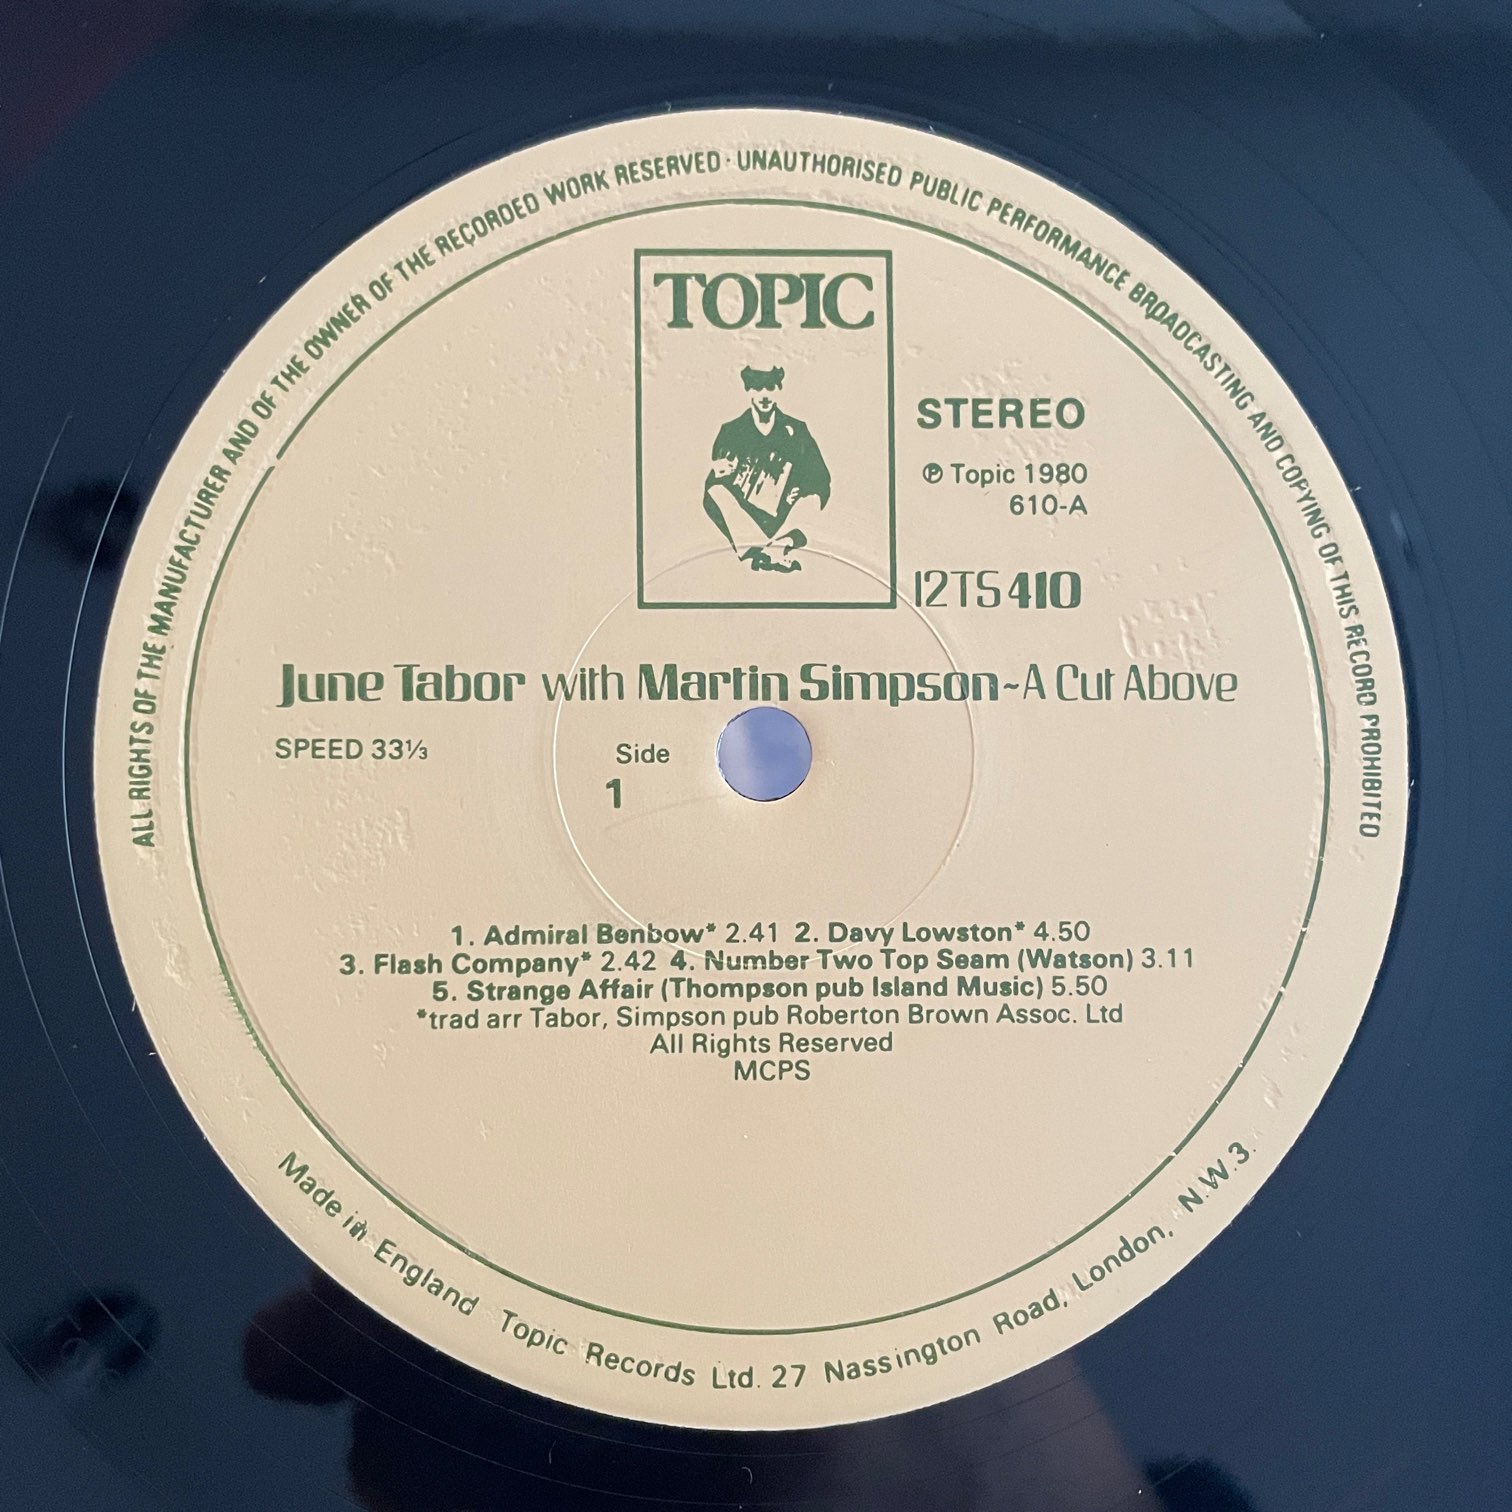 ALL RIGHTS OF THE MANUFACTURER AND OF THE OWNER OF THE RECORDED WORK RESERVED · UNAUTHORISED PUBLIC PERFORMANCE BROADCASTING AND COPYING OF THIS RECORD PROHIBITED
TOPIC
STEREO
℗ Topic 1980
610-A
12TS410
June Tabor with Martin Simpson~A Cut Above
SPEED 33⅓
Side
1
1. Admiral Benbow* 2.41 2. Davy Lowston* 4.50
3. Flash Company* 2.42 4. Number Two Top Seam (Watson) 3.11
5. Strange Affair (Thompson pub Island Music) 5.50
*trad arr Tabor, Simpson pub Roberton Brown Assoc. Ltd
All Rights Reserved
MCPS
Made in England Topic Records Ltd. 27 Nassington Road, London, N.W.3.